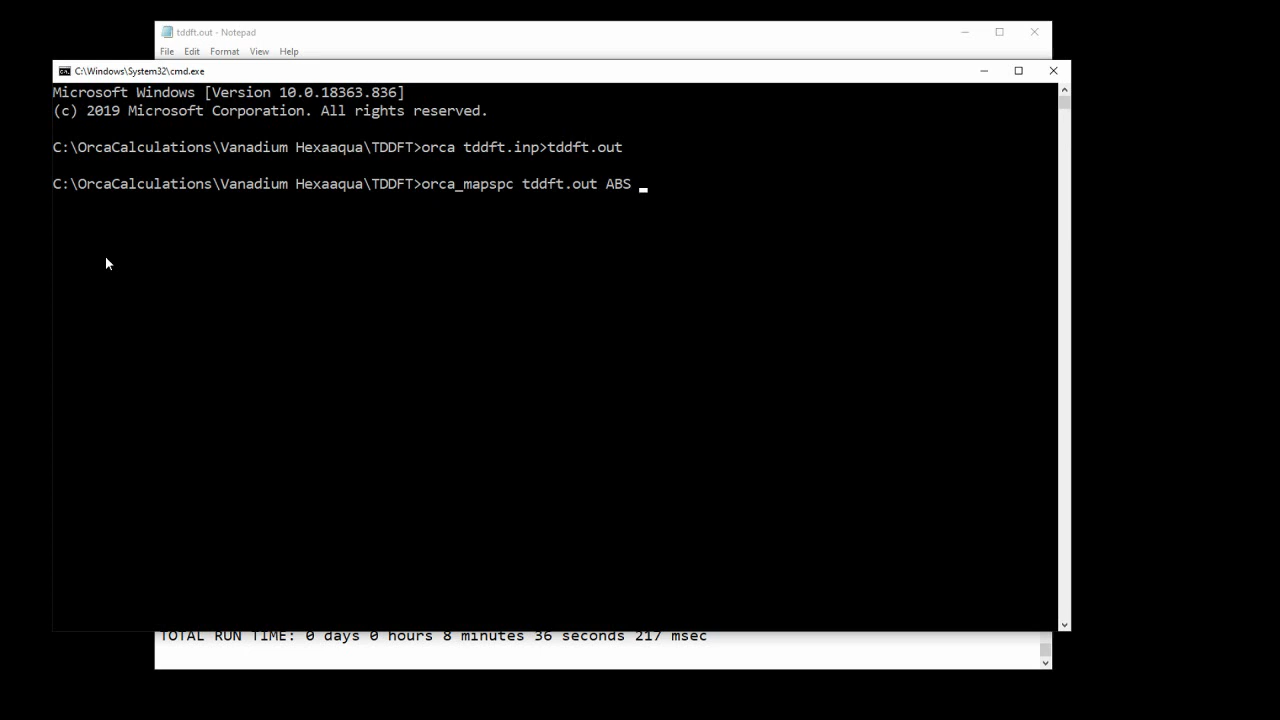 tddft.out - Notepad
File Edit Format View Help
C:\Windows\System32\cmd.exe
Microsoft Windows [Version 10.0.18363.836]
(c) 2019 Microsoft Corporation. All rights reserved.
C:\OrcaCalculations\Vanadium Hexaaqua\TDDFT>orca tddft.inp>tddft.out
C:\OrcaCalculations\Vanadium Hexaaqua\TDDFT>orca_mapspc tddft.out ABS
TOTAL RUN TIME: 0 days 0 hours 8 minutes 36 seconds 217 msec